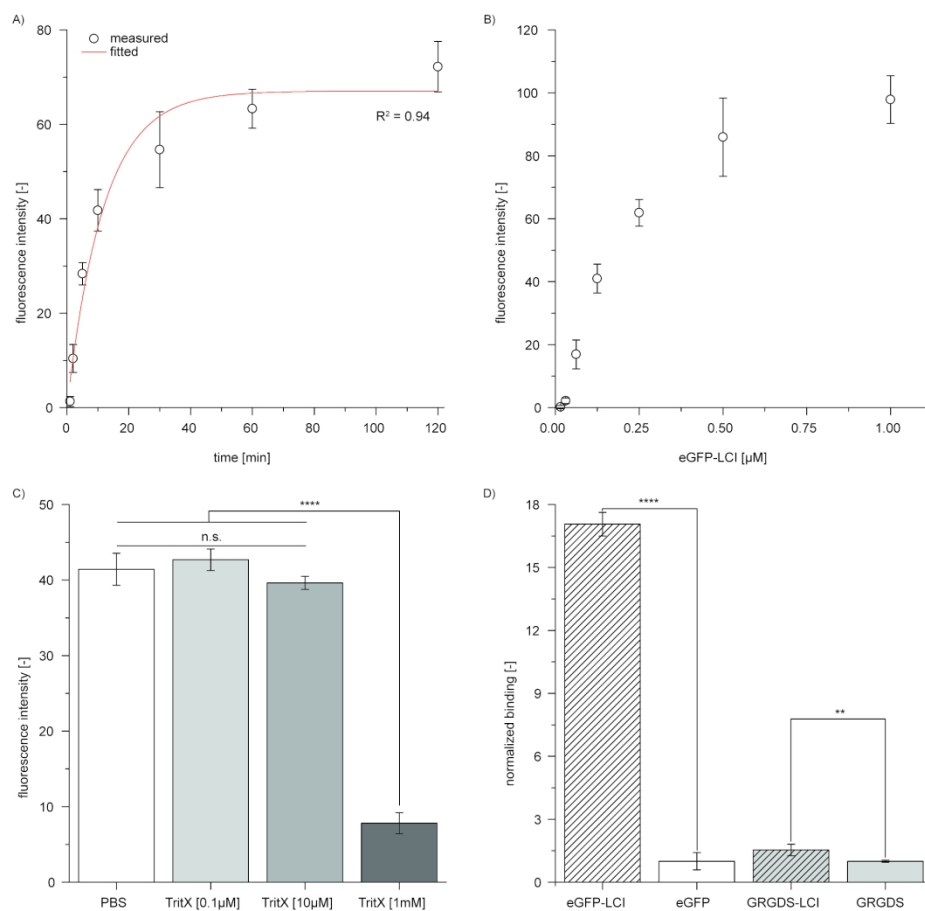 A)
measured
fitted
R² = 0.94
fluorescence intensity [-]
80
60
40
20
0
0 20 40 60 80 100 120
time [min]
B)
fluorescence intensity [-]
120
100
80
60
40
20
0
0.00 0.25 0.50 0.75 1.00
eGFP-LCI [µM]
C)
fluorescence intensity [-]
50
40
30
20
10
0
****
n.s.
PBS TritX [0.1µM] TritX [10µM] TritX [1mM]
D)
normalized binding [-]
18
15
12
9
6
3
0
****
**
eGFP-LCI eGFP GRGDS-LCI GRGDS